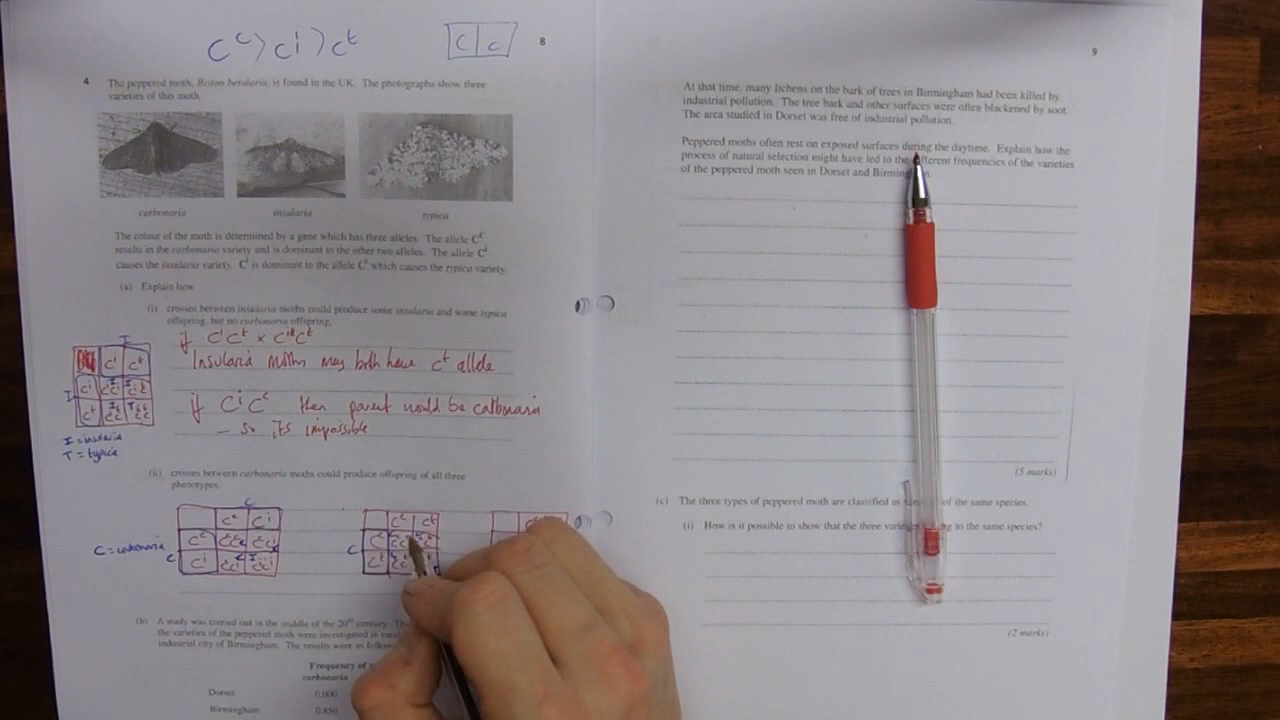 C^c > C^i > C^t
C C
8
4 The peppered moth, Biston betularia, is found in the UK. The photographs show three
varieties of this moth.
carbonaria insularia typica
The colour of the moth is determined by a gene which has three alleles. The allele C^C
results in the carbonaria variety and is dominant to the other two alleles. The allele C^i
causes the insularia variety. C^i is dominant to the allele C^t which causes the typica variety.
(a) Explain how
(i) crosses between insularia moths could produce some insularia and some typica
offspring, but no carbonaria offspring.
if C^i C^t x C^i C^t
Insularia moths may both have C^t allele
if C^i C^c then parent would be carbonaria
– so its impossible
I
C^i C^t
I C^i
C^t
I = insularia
T = typica
(ii) crosses between carbonaria moths could produce offspring of all three
phenotypes.
C
C^c C^i
C = carbonaria
C^c
C C^i
C^c C^t
C C^c
C^t
(b) A study was carried out in the middle of the 20th century.
the varieties of the peppered moth were investigated in
industrial city of Birmingham. The results were as
Frequency of
carbonaria
Dorset 0.000
Birmingham 0.850
9
At that time, many lichens on the bark of trees in Birmingham had been killed by
industrial pollution. The tree bark and other surfaces were often blackened by soot.
The area studied in Dorset was free of industrial pollution.
Peppered moths often rest on exposed surfaces during the daytime. Explain how the
process of natural selection might have led to the different frequencies of the varieties
of the peppered moth seen in Dorset and Birmingham
(5 marks)
(c) The three types of peppered moth are classified as of the same species.
(i) How is it possible to show that the three to the same species?
(2 marks)